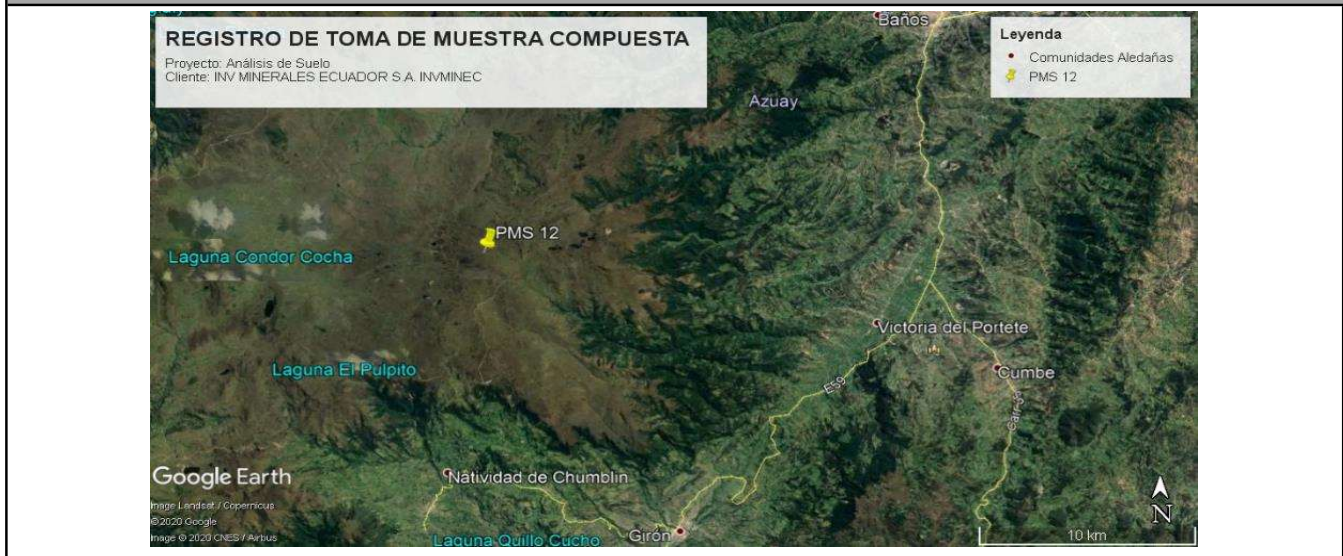 REGISTRO DE TOMA DE MUESTRA COMPUESTA
Proyecto: Análisis de Suelo
Cliente: INV MINERALES ECUADOR S.A. INVMINEC
Baños
Leyenda
Comunidades Aledañas
PMS 12
Azuay
PMS 12
Laguna Condor Cocha
Victoria del Portete
Laguna El Pulpito
Cumbe
E59
Carr. 35
Google Earth
Natividad de Chumblin
Image Landsat / Copernicus
©2020 Google
Image © 2020 CNES / Airbus
Laguna Quillo Cucho
Girón
N
10 km